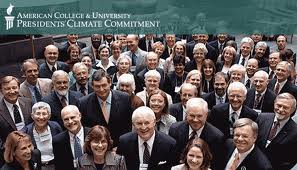 American College & University
Presidents Climate Commitment